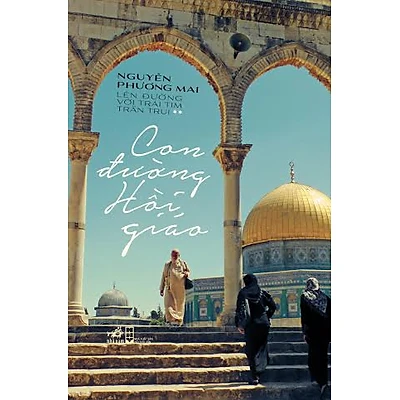 NGUYỄN
PHƯƠNG MAI
LÊN ĐƯỜNG
VỚI TRÁI TIM
TRẦN TRỤI **
Con
đường
Hồi
giáo